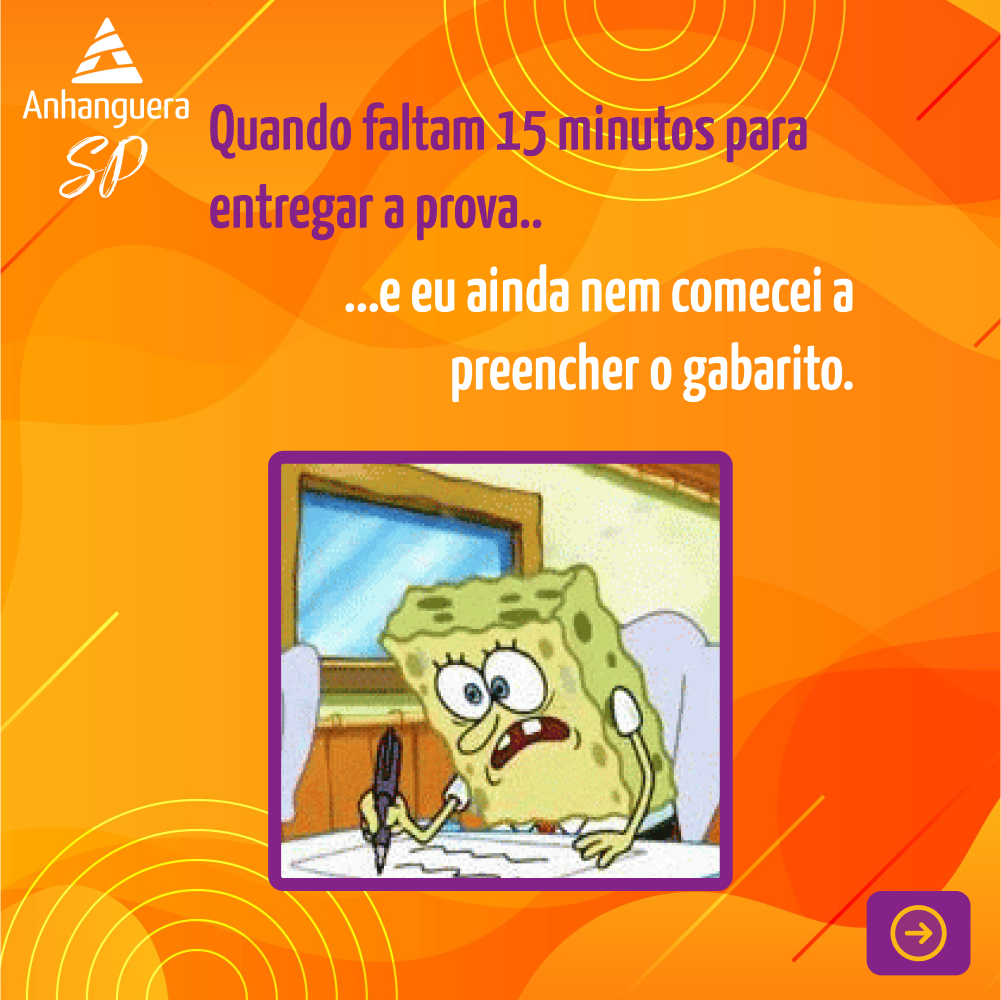 Anhanguera
SP
Quando faltam 15 minutos para
entregar a prova..
...e eu ainda nem comecei a
preencher o gabarito.